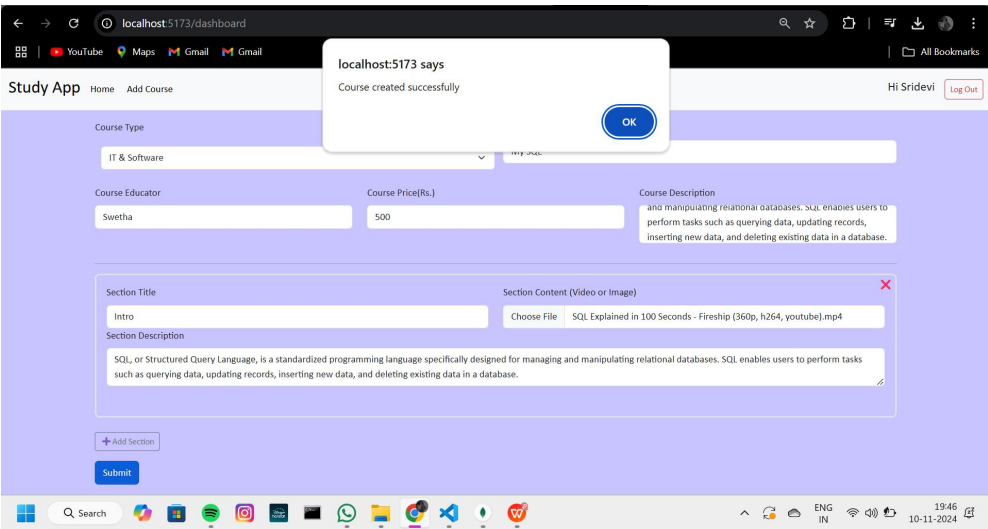 localhost:5173/dashboard
YouTube Maps Gmail Gmail
All Bookmarks
localhost:5173 says
Course created successfully
OK
Study App Home Add Course
Hi Sridevi Log Out
Course Type
IT & Software
My SQL
Course Educator Course Price(Rs.) Course Description
Swetha
500
and manipulating relational databases. SQL enables users to
perform tasks such as querying data, updating records,
inserting new data, and deleting existing data in a database.
Section Title Section Content (Video or Image)
Intro
Choose File SQL Explained in 100 Seconds - Fireship (360p, h264, youtube).mp4
Section Description
SQL, or Structured Query Language, is a standardized programming language specifically designed for managing and manipulating relational databases. SQL enables users to perform tasks
such as querying data, updating records, inserting new data, and deleting existing data in a database.
Add Section
Submit
Search
ENG
IN
19:46
10-11-2024